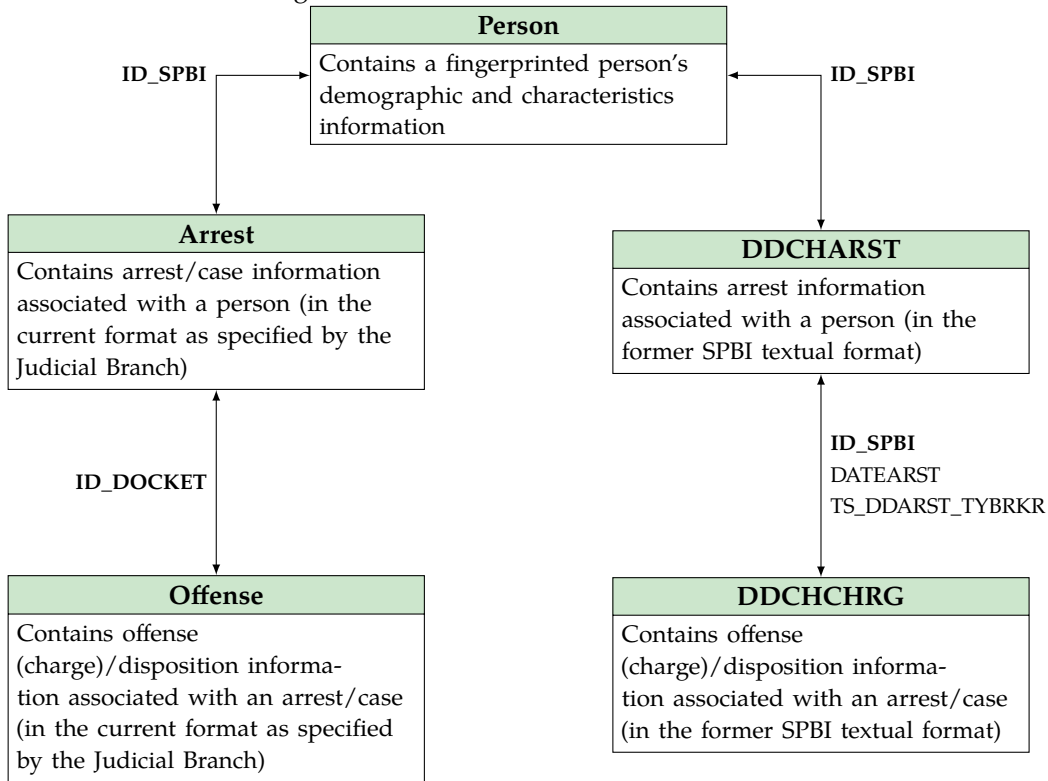 Person
Contains a fingerprinted person's
demographic and characteristics
information
ID_SPBI
ID_SPBI
Arrest
Contains arrest/case information
associated with a person (in the
current format as specified by the
Judicial Branch)
DDCHARST
Contains arrest information
associated with a person (in the
former SPBI textual format)
ID_DOCKET
ID_SPBI
DATEARST
TS_DDARST_TYBRKR
Offense
Contains offense
(charge)/disposition informa-
tion associated with an arrest/case
(in the current format as specified
by the Judicial Branch)
DDCHCHRG
Contains offense
(charge)/disposition informa-
tion associated with an arrest/case
(in the former SPBI textual format)